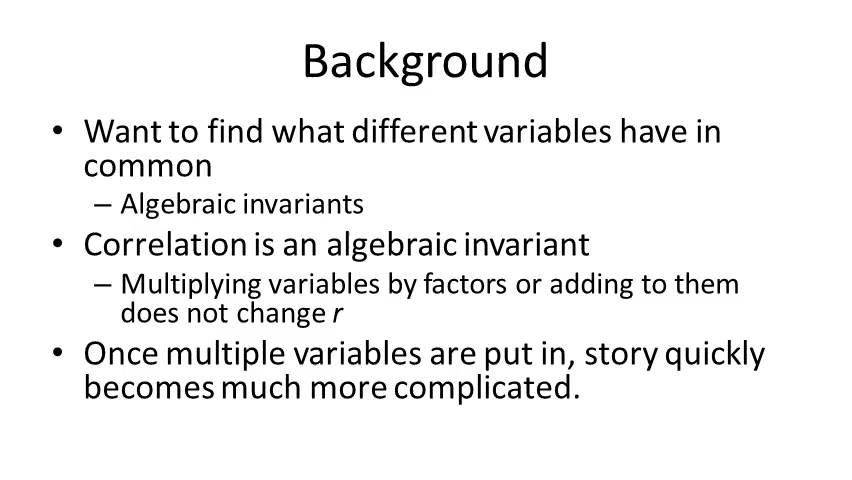 Background
• Want to find what different variables have in
common
– Algebraic invariants
• Correlation is an algebraic invariant
– Multiplying variables by factors or adding to them
does not change r
• Once multiple variables are put in, story quickly
becomes much more complicated.